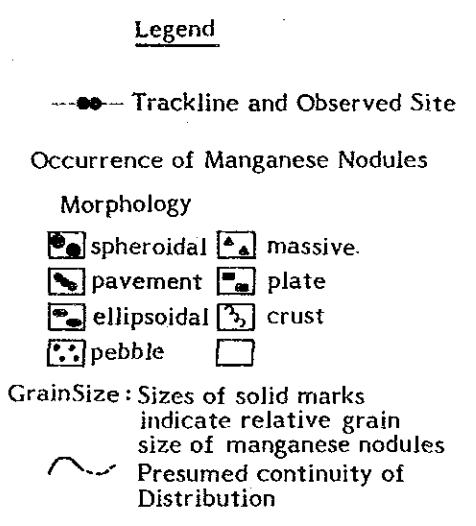 Legend
Trackline and Observed Site
Occurrence of Manganese Nodules
Morphology
spheroidal massive.
pavement plate
ellipsoidal crust
pebble
GrainSize: Sizes of solid marks
indicate relative grain
size of manganese nodules
Presumed continuity of
Distribution